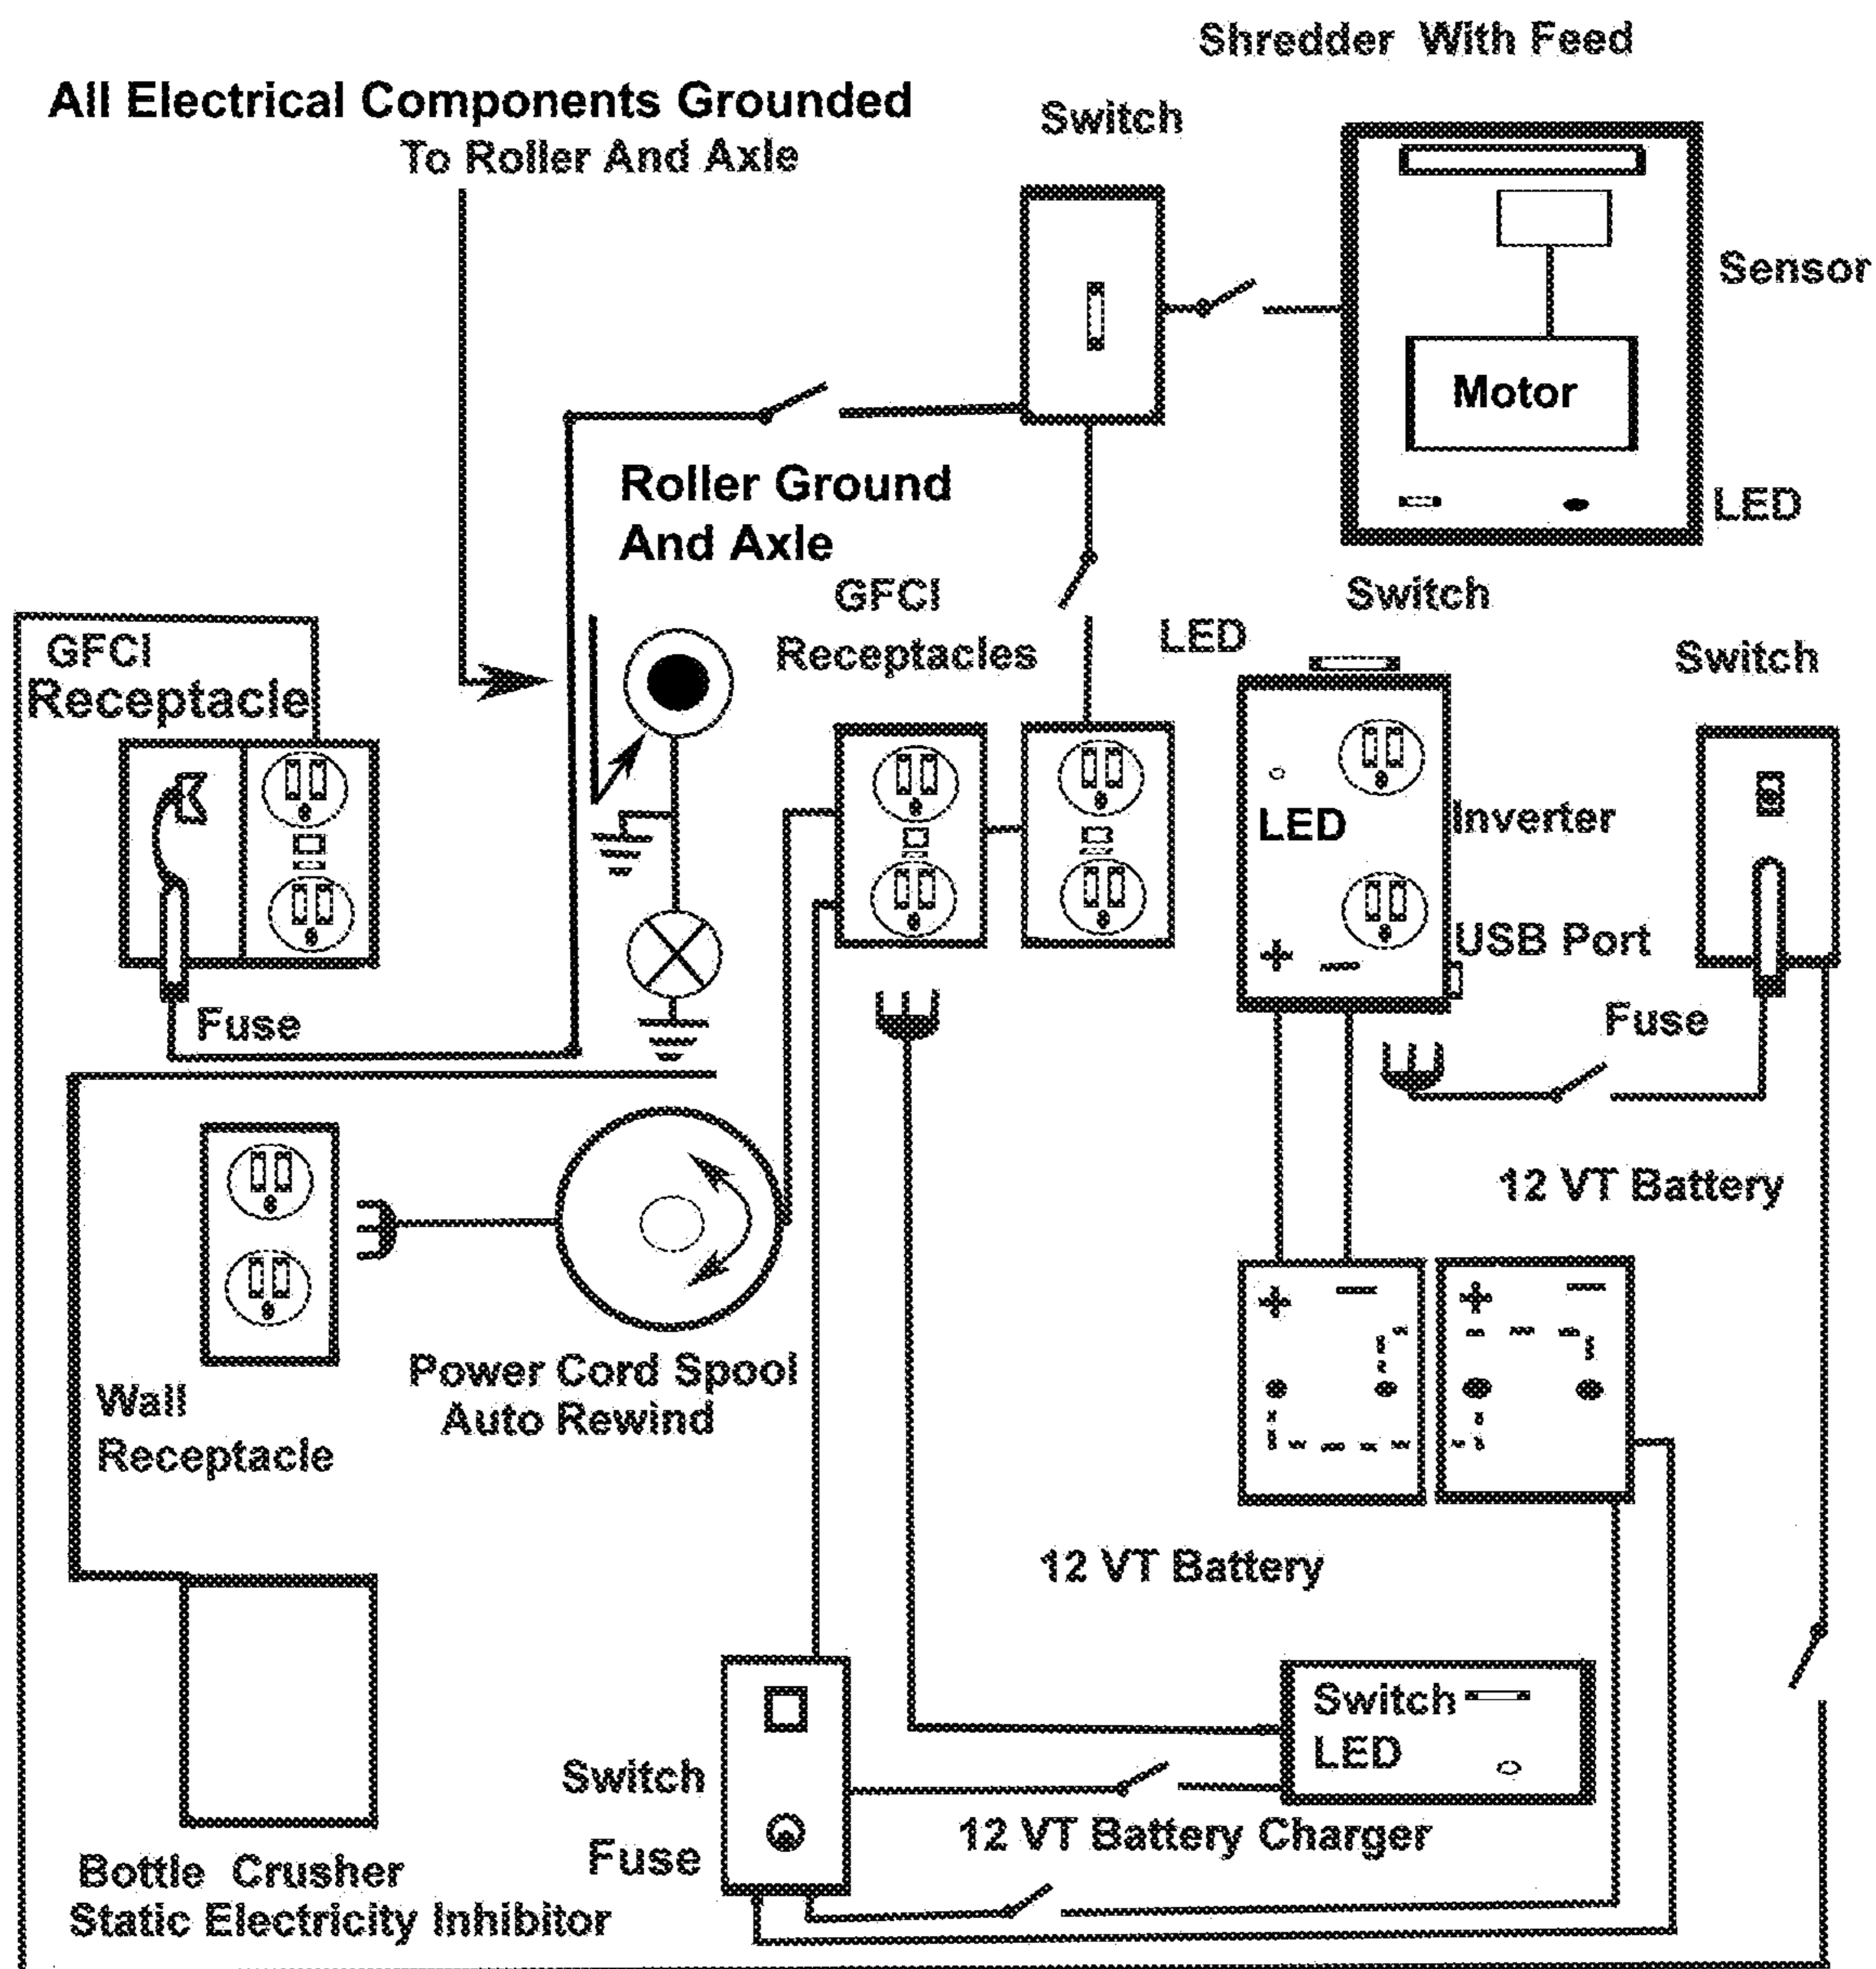 Shredder With Feed
All Electrical Components Grounded
To Roller And Axle
Switch
Sensor
Motor
LED
Roller Ground
And Axle
GFCI
Receptacles
Switch
LED
Switch
GFCI
Receptacle
LED
Inverter
USB Port
Fuse
Fuse
12 VT Battery
+ —
+ —
+ —
Power Cord Spool
Auto Rewind
Wall
Receptacle
12 VT Battery
Switch
LED
Switch
Fuse
12 VT Battery Charger
Bottle Crusher
Static Electricity Inhibitor